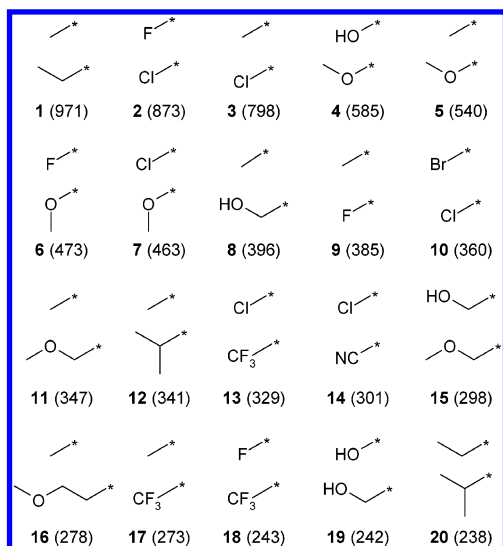 * F * * HO * *
* Cl * Cl * O * O *
1 (971) 2 (873) 3 (798) 4 (585) 5 (540)
F * Cl * * * Br *
O * O * HO * F * Cl *
6 (473) 7 (463) 8 (396) 9 (385) 10 (360)
* * Cl * Cl * HO *
O * * CF₃ * NC * O *
11 (347) 12 (341) 13 (329) 14 (301) 15 (298)
* * F * HO * *
O * CF₃ * CF₃ * HO * *
16 (278) 17 (273) 18 (243) 19 (242) 20 (238)